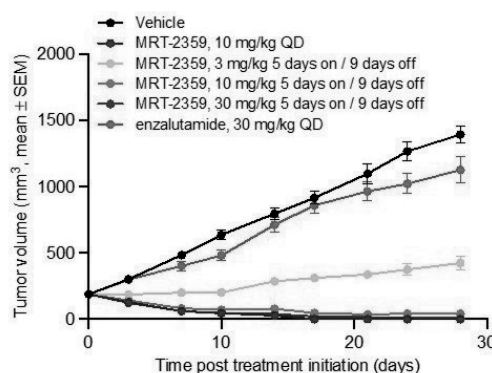 Vehicle
MRT-2359, 10 mg/kg QD
MRT-2359, 3 mg/kg 5 days on / 9 days off
MRT-2359, 10 mg/kg 5 days on / 9 days off
MRT-2359, 30 mg/kg 5 days on / 9 days off
enzalutamide, 30 mg/kg QD
Tumor volume (mm³, mean ± SEM)
2000
1500
1000
500
0
0
10
20
30
Time post treatment initiation (days)